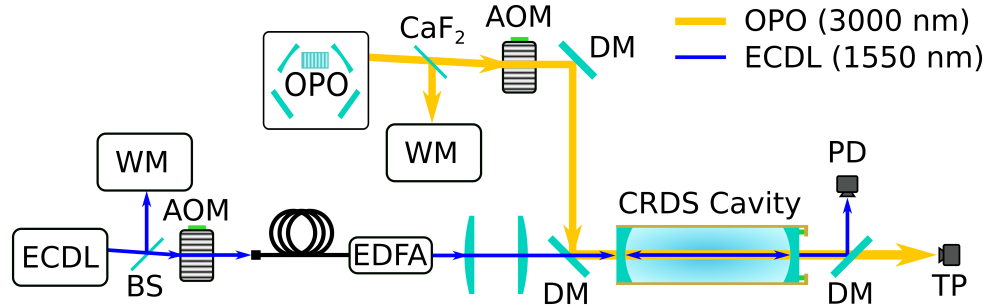 OPO (3000 nm)
ECDL (1550 nm)
AOM
CaF₂
DM
OPO
WM
WM
PD
AOM
CRDS Cavity
ECDL
EDFA
BS
DM
DM
TP